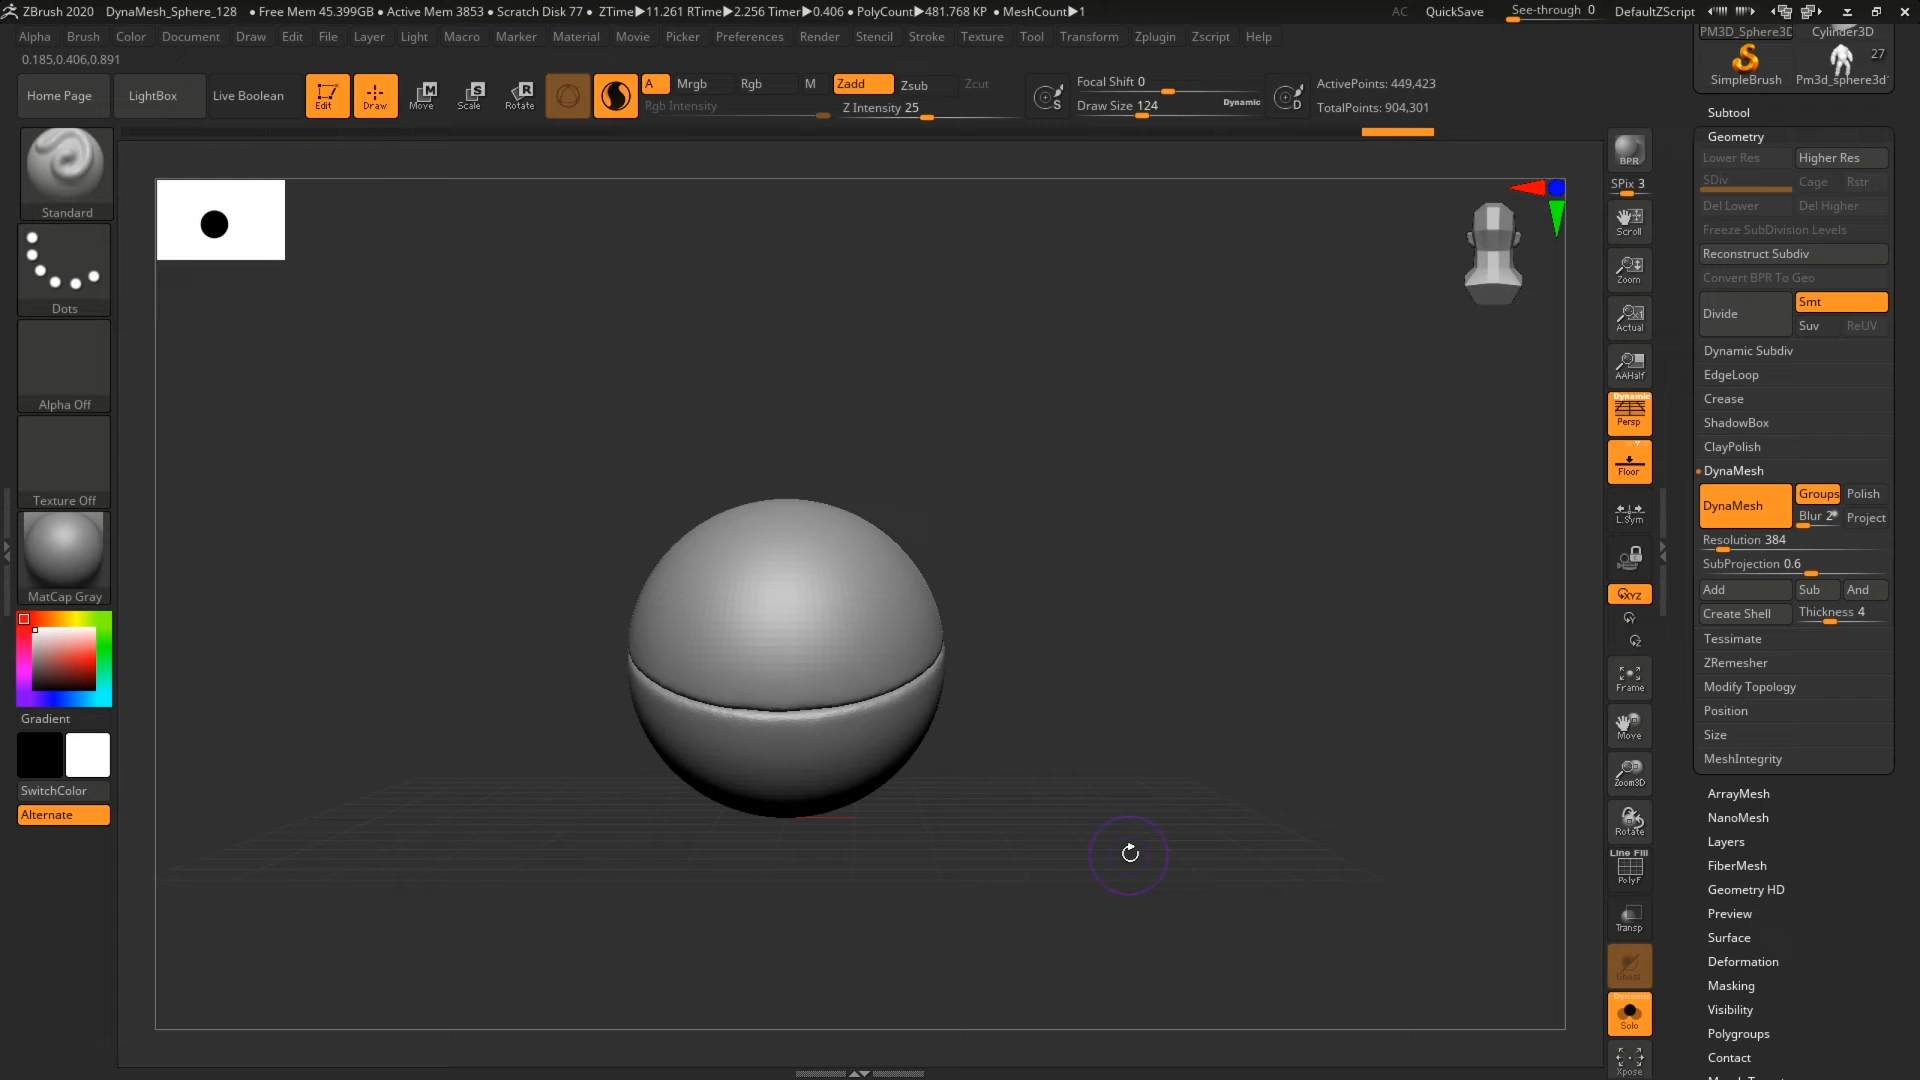 ZBrush 2020 DynaMesh_Sphere_128 ● Free Mem 45.399GB ● Active Mem 3853 ● Scratch Disk 77 ● ZTime▶11.261 RTime▶2.256 Timer▶0.406 ● PolyCount▶481.768 KP ● MeshCount▶1 AC QuickSave See-through 0 DefaultZScript
Alpha Brush Color Document Draw Edit File Layer Light Macro Marker Material Movie Picker Preferences Render Stencil Stroke Texture Tool Transform Zplugin Zscript Help
0.185,0.406,0.891
Home Page LightBox Live Boolean
Edit Draw Move Scale Rotate
M S R
A Mrgb Rgb M Zadd Zsub Zcut
Rgb Intensity Z Intensity 25
S Focal Shift 0
Draw Size 124 Dynamic
D
ActivePoints: 449,423
TotalPoints: 904,301
Standard
Dots
Alpha Off
Texture Off
MatCap Gray
Gradient
SwitchColor
Alternate
BPR
SPix 3
Scroll
Zoom
Actual
AAHalf
Dynamic
Persp
Floor
L.Sym
XYZ
Y
Z
Frame
Move
Zoom3D
Rotate
Line Fill
PolyF
Transp
Ghost
Dynamic
Solo
Xpose
PM3D_Sphere3D Cylinder3D
27
SimpleBrush Pm3d_sphere3d
Subtool
Geometry
Lower Res Higher Res
SDiv Cage Rstr
Del Lower Del Higher
Freeze SubDivision Levels
Reconstruct Subdiv
Convert BPR To Geo
Divide Smt
Suv ReUV
Dynamic Subdiv
EdgeLoop
Crease
ShadowBox
ClayPolish
DynaMesh
DynaMesh Groups Polish
Blur 2 Project
Resolution 384
SubProjection 0.6
Add Sub And
Create Shell Thickness 4
Tessimate
ZRemesher
Modify Topology
Position
Size
MeshIntegrity
ArrayMesh
NanoMesh
Layers
FiberMesh
Geometry HD
Preview
Surface
Deformation
Masking
Visibility
Polygroups
Contact